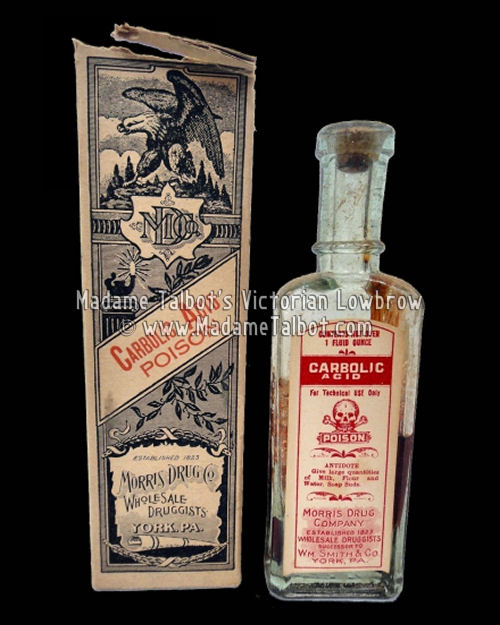 MDCo.
Madame Talbot's Victorian Lowbrow
© www.MadameTalbot.com ®
CARBOLIC ACID
POISON
ESTABLISHED 1823
MORRIS DRUG CO
WHOLESALE
DRUGGISTS
YORK, PA.
1 FLUID OUNCE
CARBOLIC
ACID
For Technical USE Only
POISON
ANTIDOTE
Give large quantities
of Milk, Flour and
Water, Soap Suds.
MORRIS DRUG
COMPANY
ESTABLISHED 1823
WHOLESALE DRUGGISTS
SUCCESSOR TO
WM. SMITH & CO.
YORK, PA.